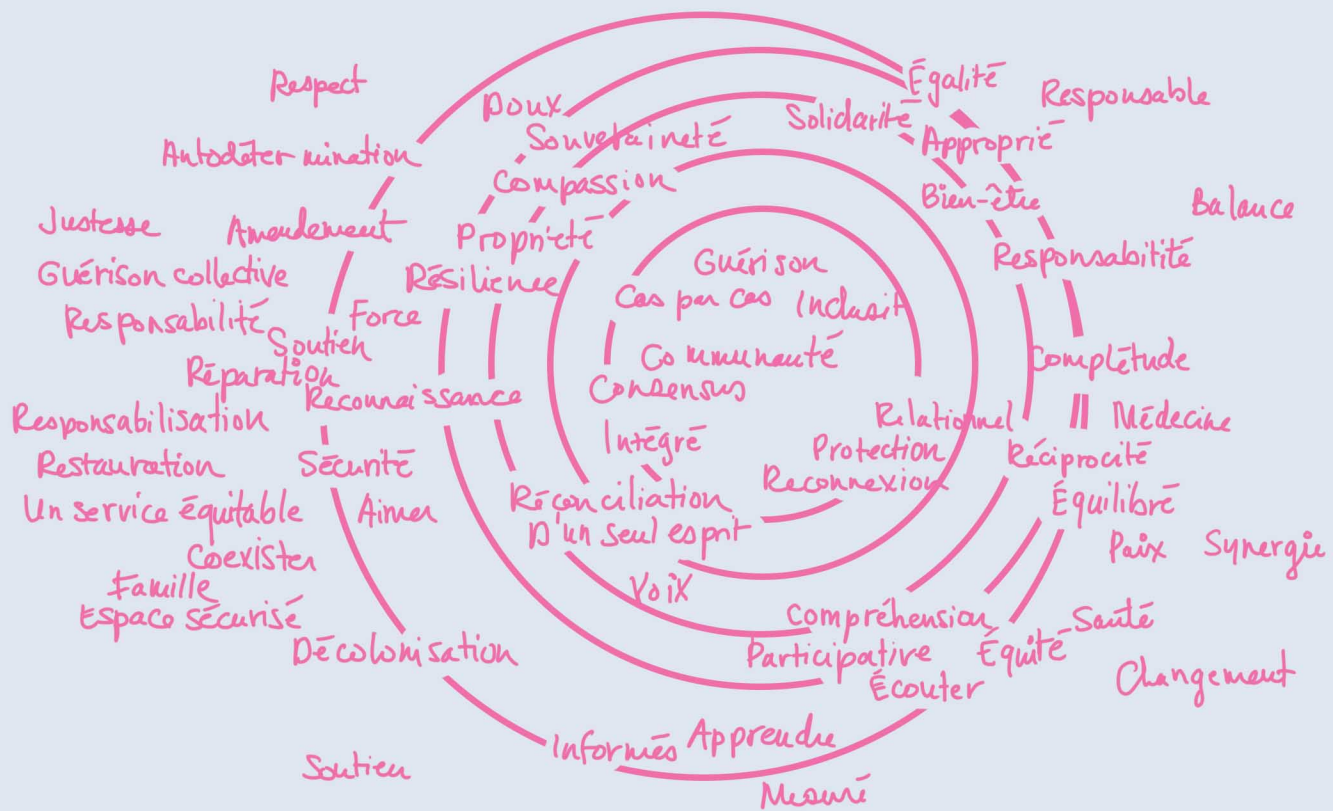 Respect
Égalité
Responsable
Doux
Solidarité
Souveraineté
Approprié
Autodétermination
Compassion
Bien-être
Balance
Justesse
Amendement
Propriété
Responsabitité
Guérison collective
Résilience
Guérison
Cas par cas
Inclusif
Responsabilité
Force
Soutien
Communauté
Complétude
Réparation
Reconnaissance
Consensus
Responsabilisation
Relationnel
Médecine
Intégré
Protection
Réciprocité
Restauration
Sécurité
Reconnexion
Réconciliation
Équilibré
Un service équitable
Aimer
D'un seul esprit
Paix
Synergie
Coexister
Famille
Voix
Espace sécurisé
Compréhension
Santé
Décolonisation
Participative
Équité
Écouter
Changement
Informés
Apprendre
Soutien
Mesuré